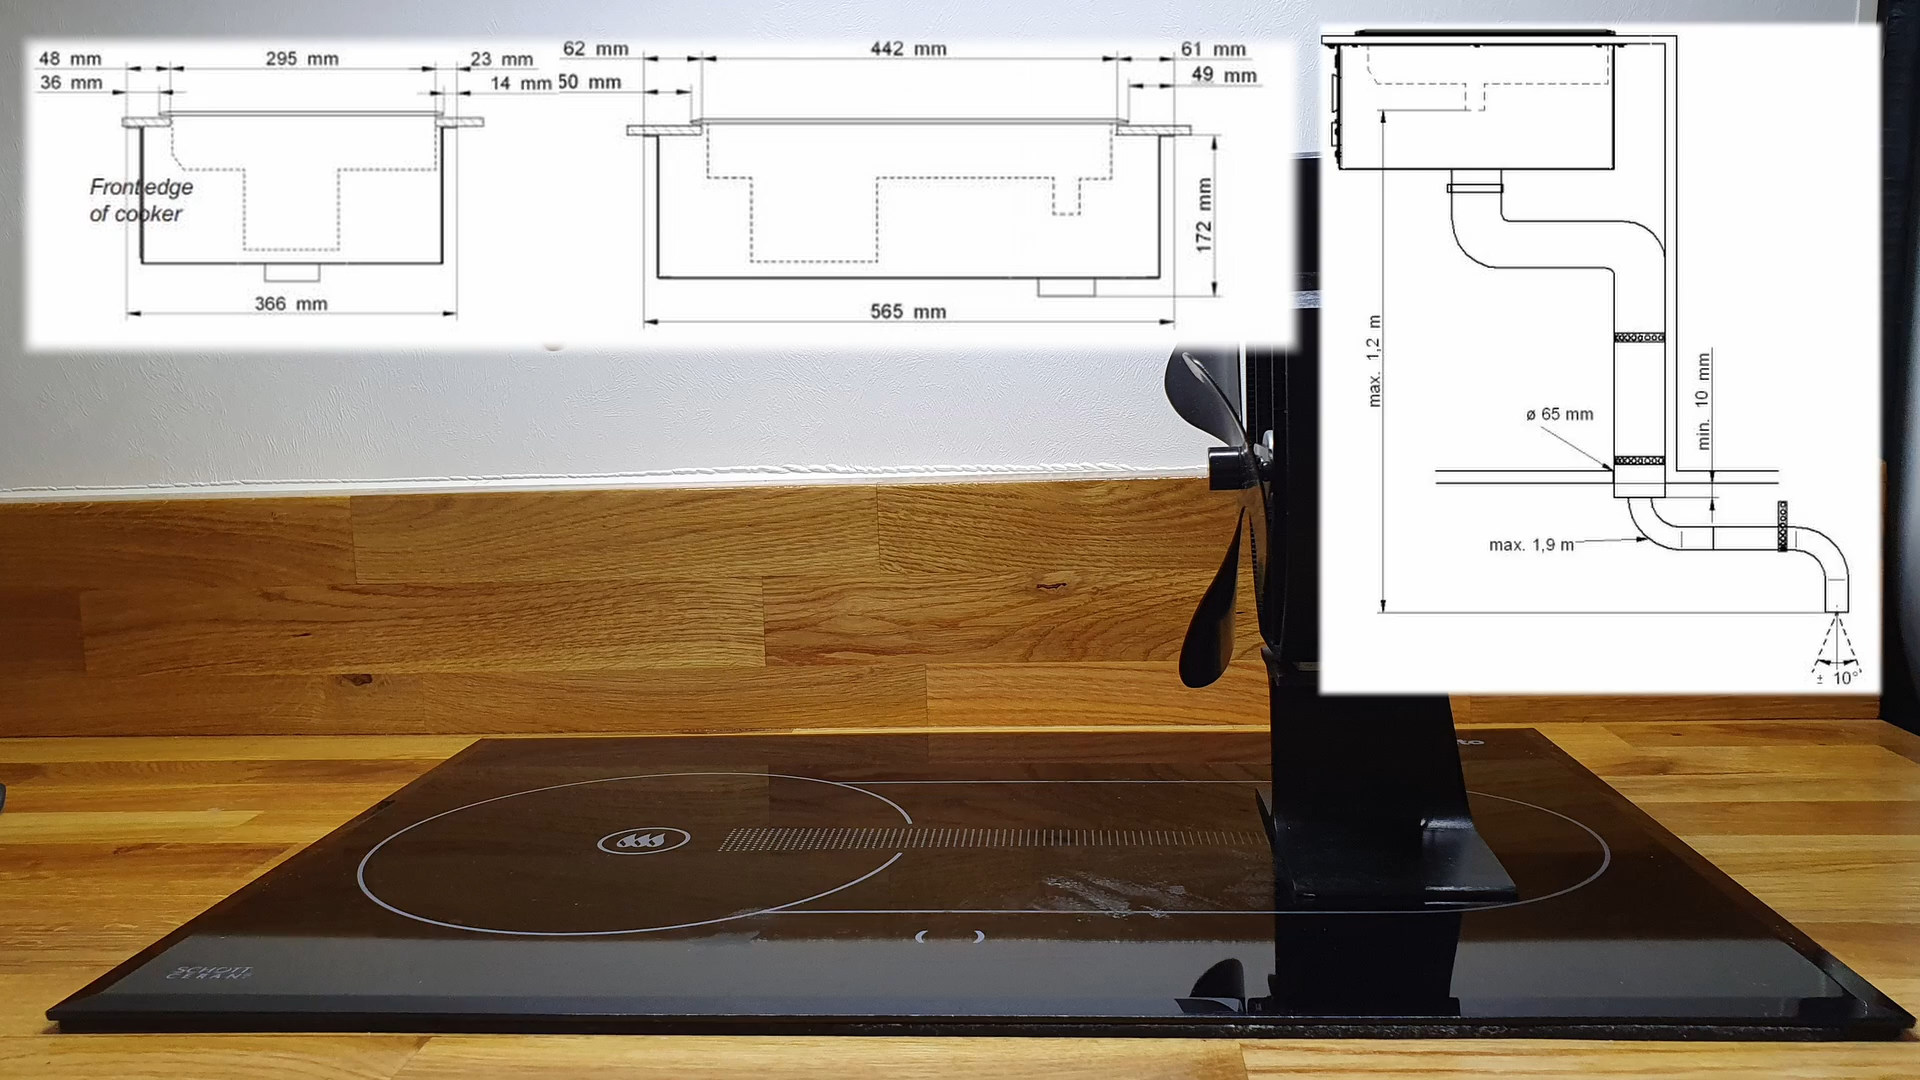 48 mm
295 mm
23 mm
36 mm
14 mm
Front edge
of cooker
366 mm
62 mm
442 mm
61 mm
50 mm
49 mm
172 mm
565 mm
max. 1,2 m
ø 65 mm
min. 10 mm
max. 1,9 m
± 10°
SCHOTT
CERAN®